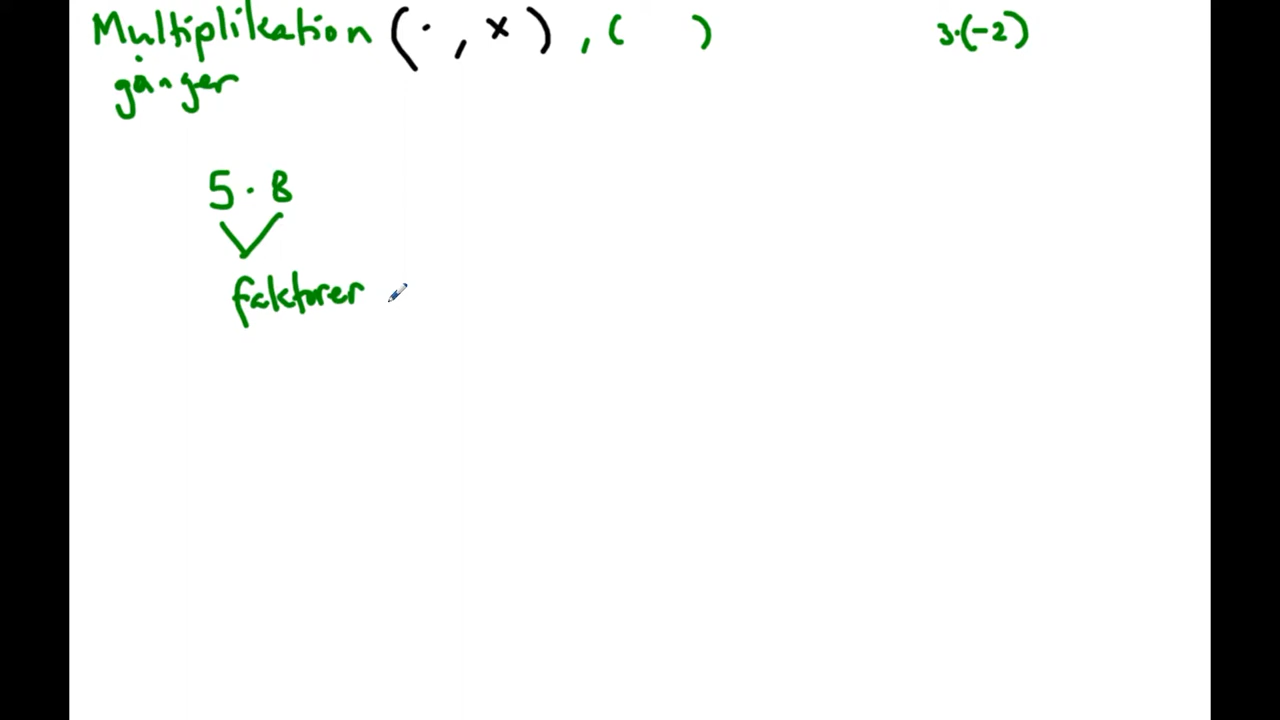 Multiplikation (·, ×), ( ) 3·(-2)
gånger
5 · 8
faktorer